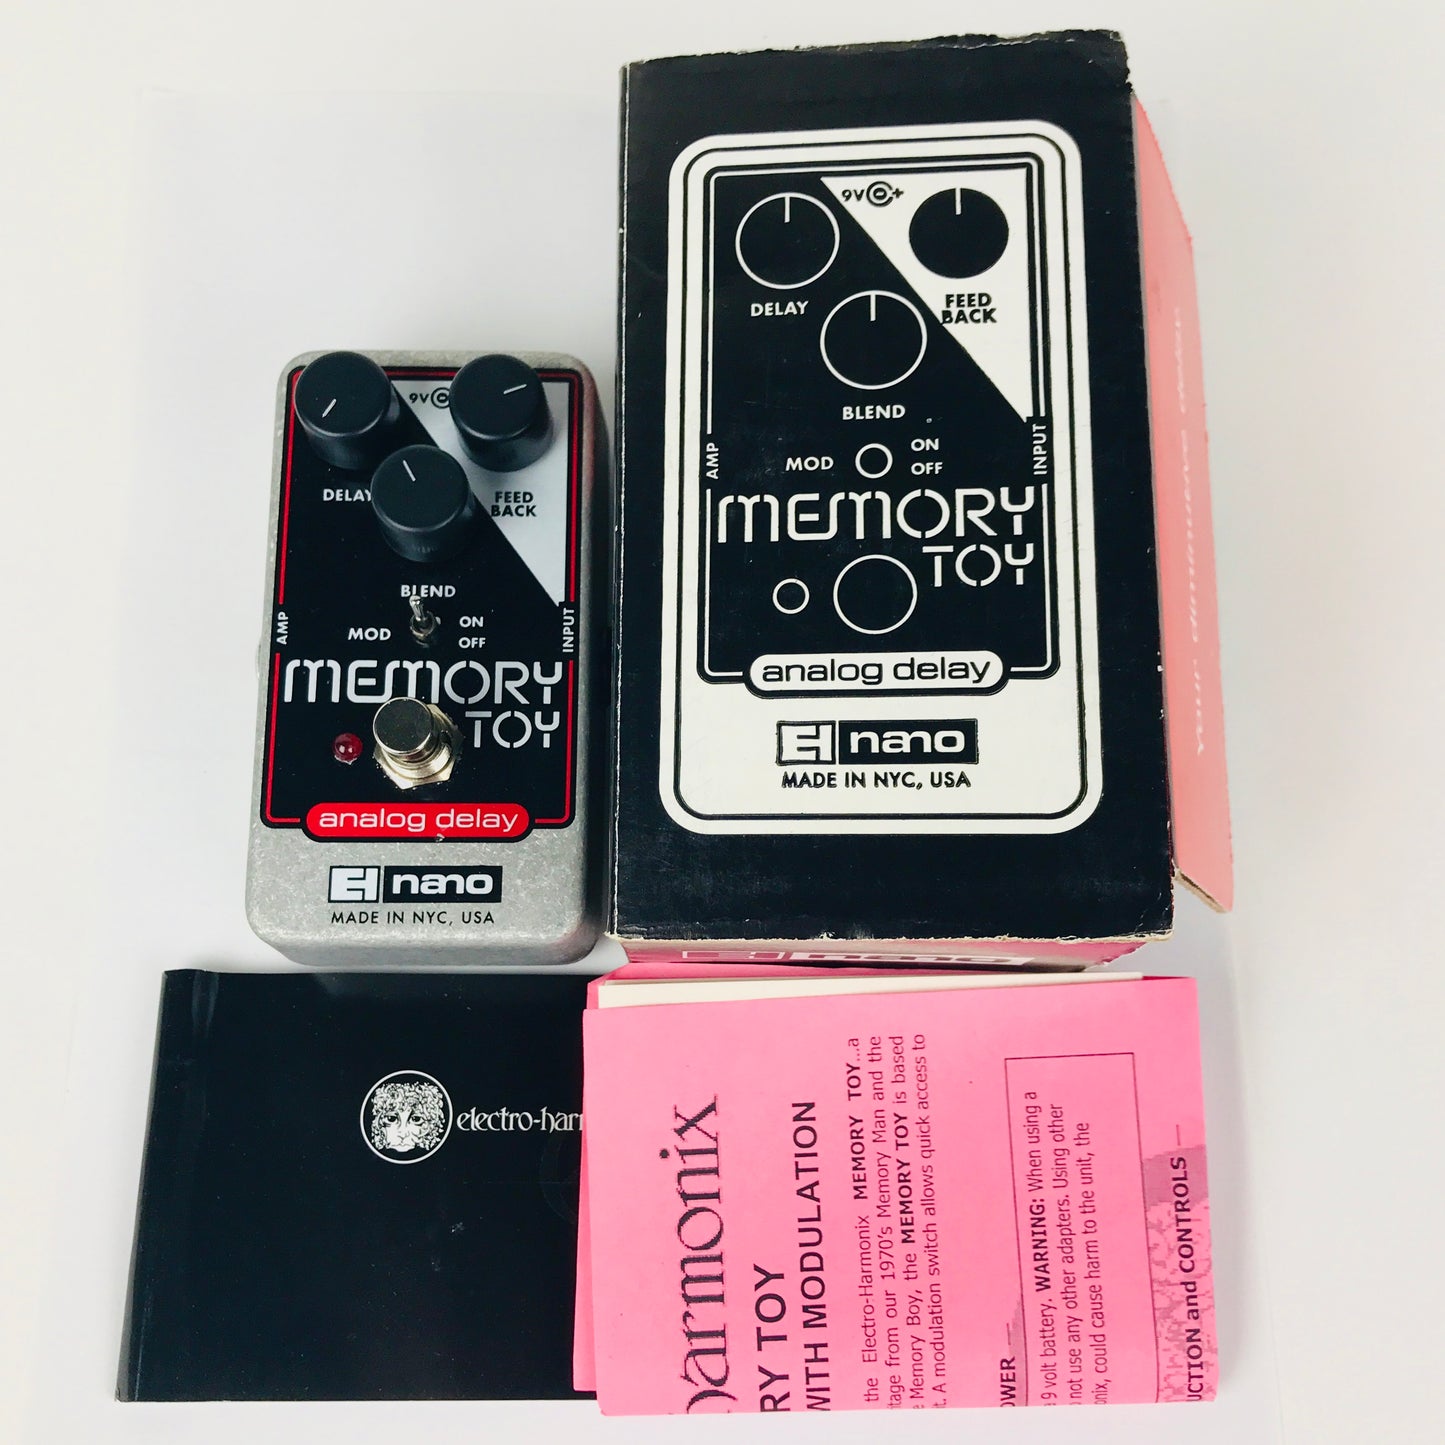 9V
DELAY
FEED
BACK
BLEND
MOD
ON
OFF
AMP
INPUT
MEMORY
TOY
analog delay
EH nano
MADE IN NYC, USA
9V
+
DELAY
FEED
BACK
BLEND
MOD
ON
OFF
AMP
INPUT
MEMORY
TOY
analog delay
EH nano
MADE IN NYC, USA
your
EH nano
electro-harm
harmonix
RY TOY
WITH MODULATION
the Electro-Harmonix MEMORY TOY...a
itage from our 1970's Memory Man and the
e Memory Boy, the MEMORY TOY is based
t. A modulation switch allows quick access to
OWER
9 volt battery. WARNING: When using a
not use any other adapters. Using other
onix, could cause harm to the unit, the
UCTION and CONTROLS